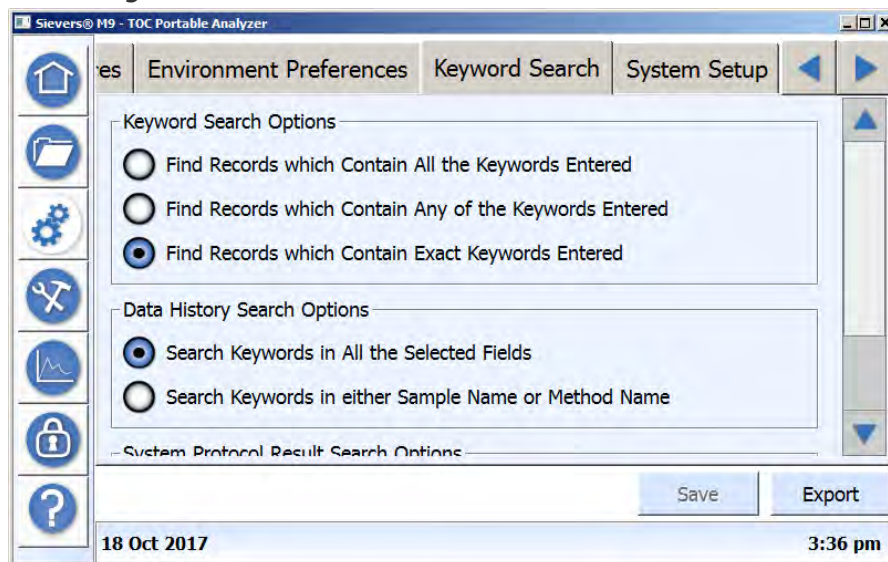 Sievers® M9 - TOC Portable Analyzer
es Environment Preferences Keyword Search System Setup
Keyword Search Options
Find Records which Contain All the Keywords Entered
Find Records which Contain Any of the Keywords Entered
Find Records which Contain Exact Keywords Entered
Data History Search Options
Search Keywords in All the Selected Fields
Search Keywords in either Sample Name or Method Name
System Protocol Result Search Options
Save Export
?
18 Oct 2017 3:36 pm